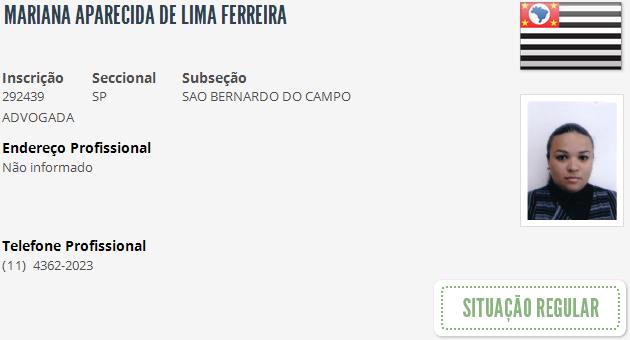 MARIANA APARECIDA DE LIMA FERREIRA
Inscrição Seccional Subseção
292439 SP SAO BERNARDO DO CAMPO
ADVOGADA
Endereço Profissional
Não informado
Telefone Profissional
(11) 4362-2023
SITUAÇÃO REGULAR